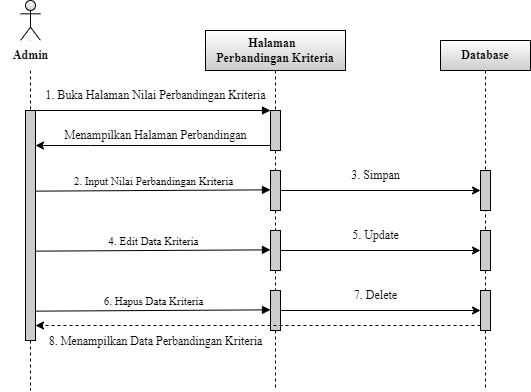 Admin
Halaman
Perbandingan Kriteria
Database
1. Buka Halaman Nilai Perbandingan Kriteria
Menampilkan Halaman Perbandingan
2. Input Nilai Perbandingan Kriteria
3. Simpan
4. Edit Data Kriteria
5. Update
6. Hapus Data Kriteria
7. Delete
8. Menampilkan Data Perbandingan Kriteria